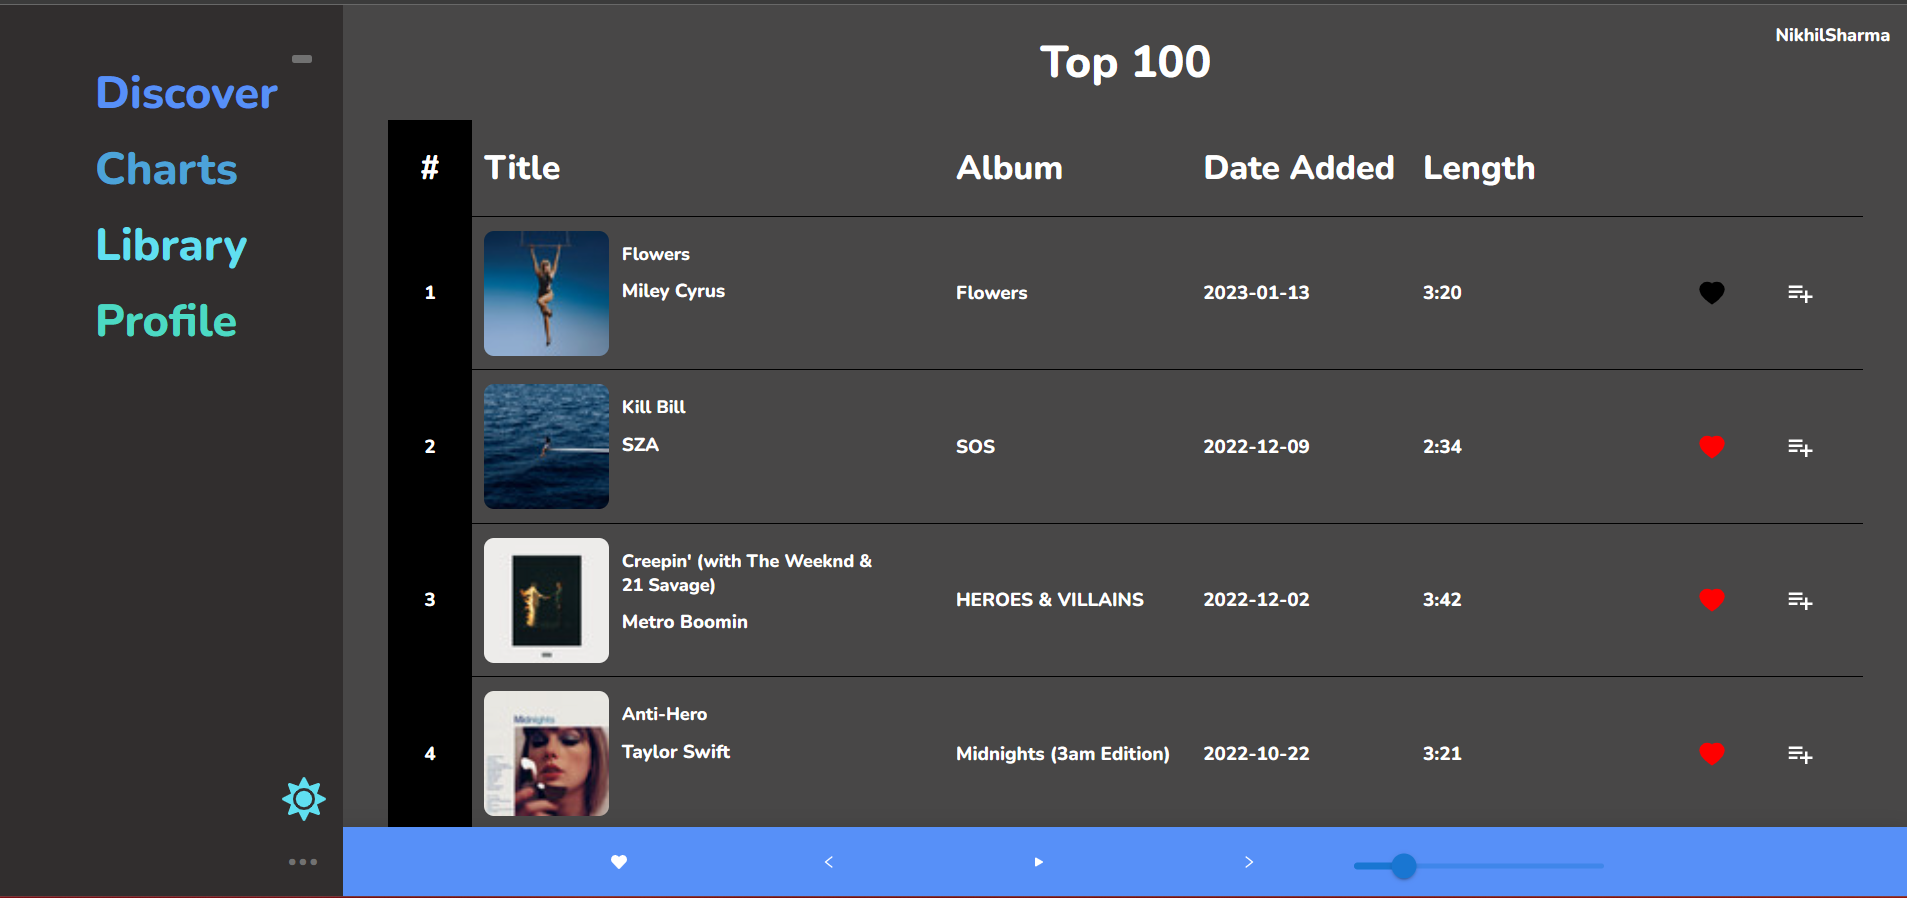 NikhilSharma
Discover
Charts
Library
Profile
Top 100
# Title Album Date Added Length
Flowers
1 Miley Cyrus Flowers 2023-01-13 3:20
Kill Bill
2 SZA SOS 2022-12-09 2:34
Creepin' (with The Weeknd &
21 Savage)
3 HEROES & VILLAINS 2022-12-02 3:42
Metro Boomin
Midnights
Anti-Hero
4 Taylor Swift Midnights (3am Edition) 2022-10-22 3:21